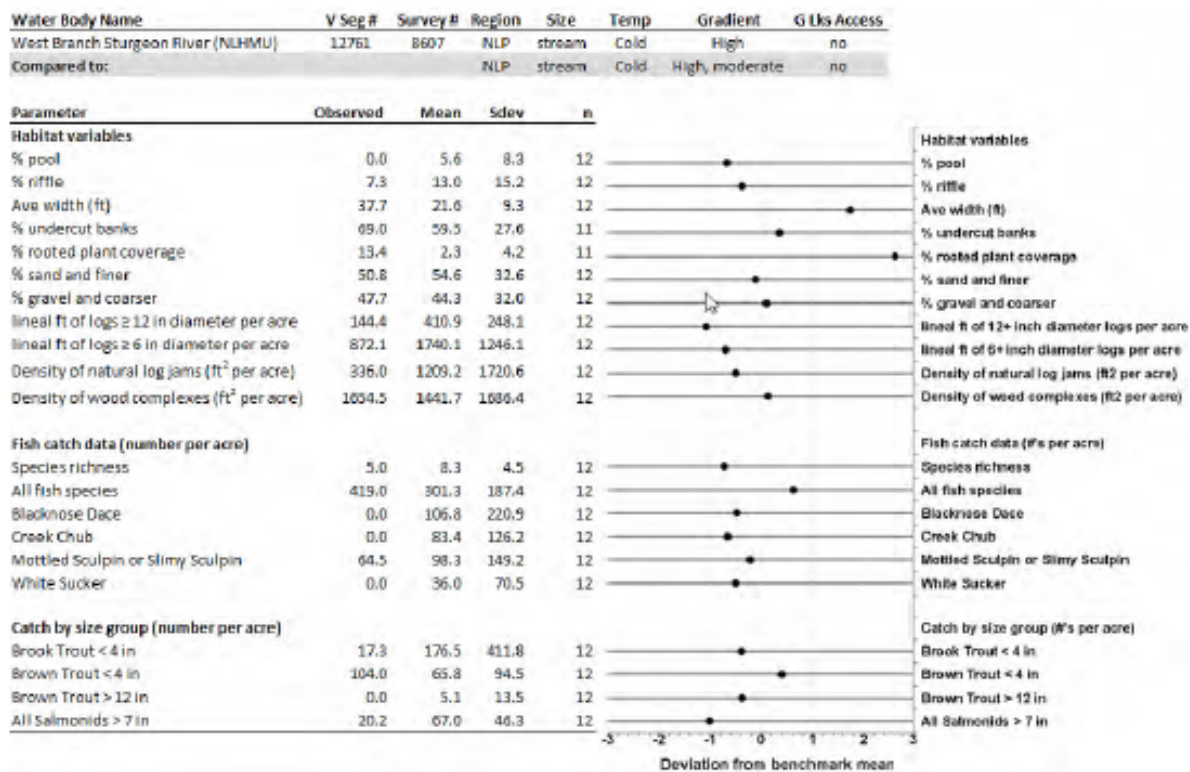 Water Body Name V Seg # Survey # Region Size Temp Gradient G Lks Access
West Branch Sturgeon River (NLHMU) 12761 8607 NLP stream Cold High no
Compared to: NLP stream Cold High, moderate no
Parameter Observed Mean Sdev n
Habitat variables Habitat variables
% pool 0.0 5.6 8.3 12 % pool
% riffle 7.3 13.0 15.2 12 % riffle
Ave width (ft) 37.7 21.6 9.3 12 Ave width (ft)
% undercut banks 69.0 59.5 27.6 11 % undercut banks
% rooted plant coverage 13.4 2.3 4.2 11 % rooted plant coverage
% sand and finer 50.8 54.6 32.6 12 % sand and finer
% gravel and coarser 47.7 44.3 32.0 12 % gravel and coarser
lineal ft of logs ≥ 12 in diameter per acre 144.4 410.9 248.1 12 lineal ft of 12+ inch diameter logs per acre
lineal ft of logs ≥ 6 in diameter per acre 872.1 1740.1 1246.1 12 lineal ft of 6+ inch diameter logs per acre
Density of natural log jams (ft² per acre) 336.0 1209.2 1720.6 12 Density of natural log jams (ft2 per acre)
Density of wood complexes (ft² per acre) 1654.5 1441.7 1686.4 12 Density of wood complexes (ft2 per acre)
Fish catch data (number per acre) Fish catch data (#'s per acre)
Species richness 5.0 8.3 4.5 12 Species richness
All fish species 419.0 301.3 187.4 12 All fish species
Blacknose Dace 0.0 106.8 220.9 12 Blacknose Dace
Creek Chub 0.0 83.4 126.2 12 Creek Chub
Mottled Sculpin or Slimy Sculpin 64.5 98.3 149.2 12 Mottled Sculpin or Slimy Sculpin
White Sucker 0.0 36.0 70.5 12 White Sucker
Catch by size group (number per acre) Catch by size group (#'s per acre)
Brook Trout < 4 in 17.3 176.5 411.8 12 Brook Trout < 4 in
Brown Trout < 4 in 104.0 65.8 94.5 12 Brown Trout < 4 in
Brown Trout > 12 in 0.0 5.1 13.5 12 Brown Trout > 12 in
All Salmonids > 7 in 20.2 67.0 46.3 12 All Salmonids > 7 in
-3 -2 -1 0 1 2 3
Deviation from benchmark mean